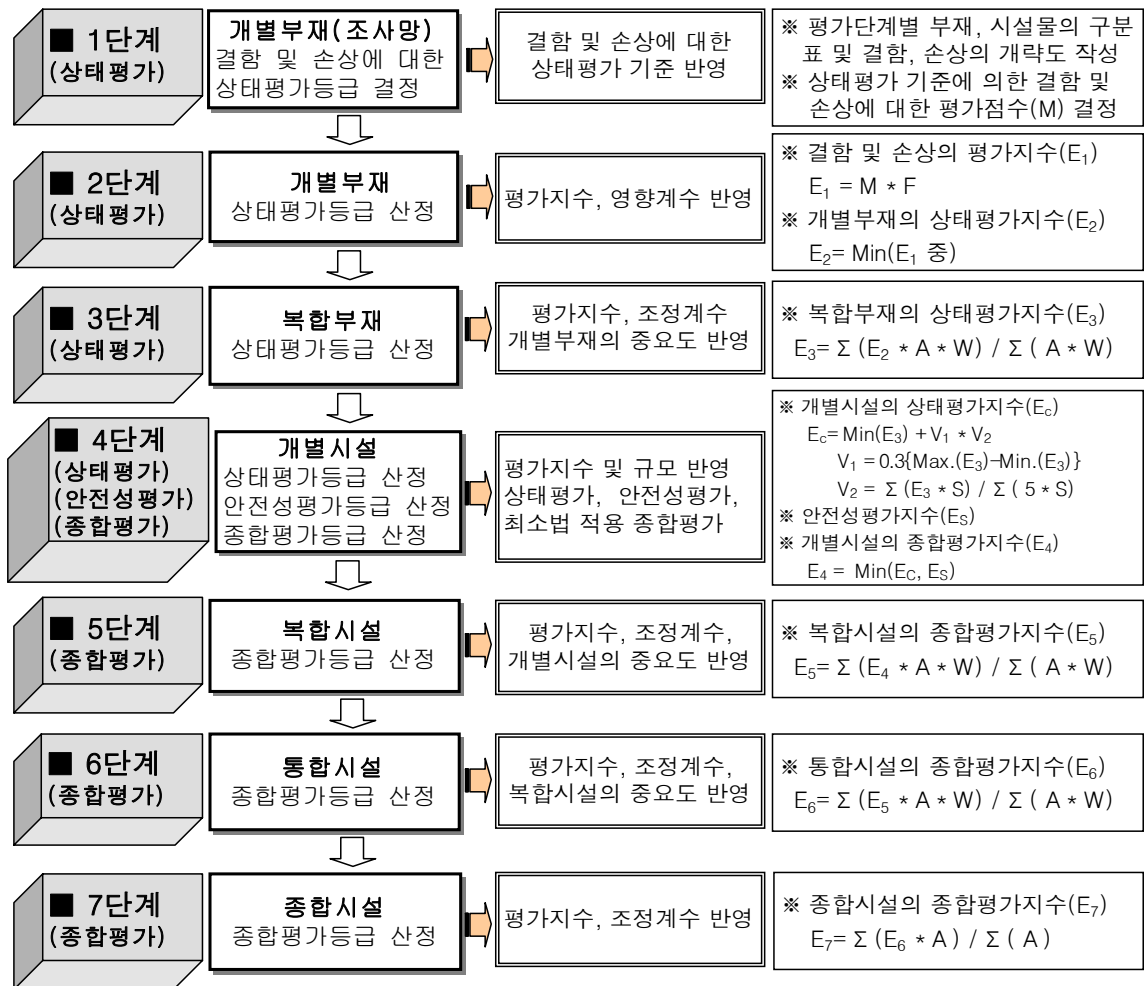 ■ 1단계
(상태평가)
개별부재(조사망)
결함 및 손상에 대한
상태평가등급 결정
결함 및 손상에 대한
상태평가 기준 반영
※ 평가단계별 부재, 시설물의 구분
표 및 결함, 손상의 개략도 작성
※ 상태평가 기준에 의한 결함 및
손상에 대한 평가점수(M) 결정
■ 2단계
(상태평가)
개별부재
상태평가등급 산정
평가지수, 영향계수 반영
※ 결함 및 손상의 평가지수(E₁)
E₁ = M * F
※ 개별부재의 상태평가지수(E₂)
E₂= Min(E₁ 중)
■ 3단계
(상태평가)
복합부재
상태평가등급 산정
평가지수, 조정계수
개별부재의 중요도 반영
※ 복합부재의 상태평가지수(E₃)
E₃= Σ (E₂ * A * W) / Σ ( A * W)
■ 4단계
(상태평가)
(안전성평가)
(종합평가)
개별시설
상태평가등급 산정
안전성평가등급 산정
종합평가등급 산정
평가지수 및 규모 반영
상태평가, 안전성평가,
최소법 적용 종합평가
※ 개별시설의 상태평가지수(Ec)
Ec= Min(E₃) + V₁ * V₂
V₁ = 0.3{Max.(E₃)-Min.(E₃)}
V₂ = Σ (E₃ * S) / Σ ( 5 * S)
※ 안전성평가지수(ES)
※ 개별시설의 종합평가지수(E₄)
E₄ = Min(EC, ES)
■ 5단계
(종합평가)
복합시설
종합평가등급 산정
평가지수, 조정계수,
개별시설의 중요도 반영
※ 복합시설의 종합평가지수(E₅)
E₅= Σ (E₄ * A * W) / Σ ( A * W)
■ 6단계
(종합평가)
통합시설
종합평가등급 산정
평가지수, 조정계수,
복합시설의 중요도 반영
※ 통합시설의 종합평가지수(E₆)
E₆= Σ (E₅ * A * W) / Σ ( A * W)
■ 7단계
(종합평가)
종합시설
종합평가등급 산정
평가지수, 조정계수 반영
※ 종합시설의 종합평가지수(E₇)
E₇= Σ (E₆ * A) / Σ ( A )